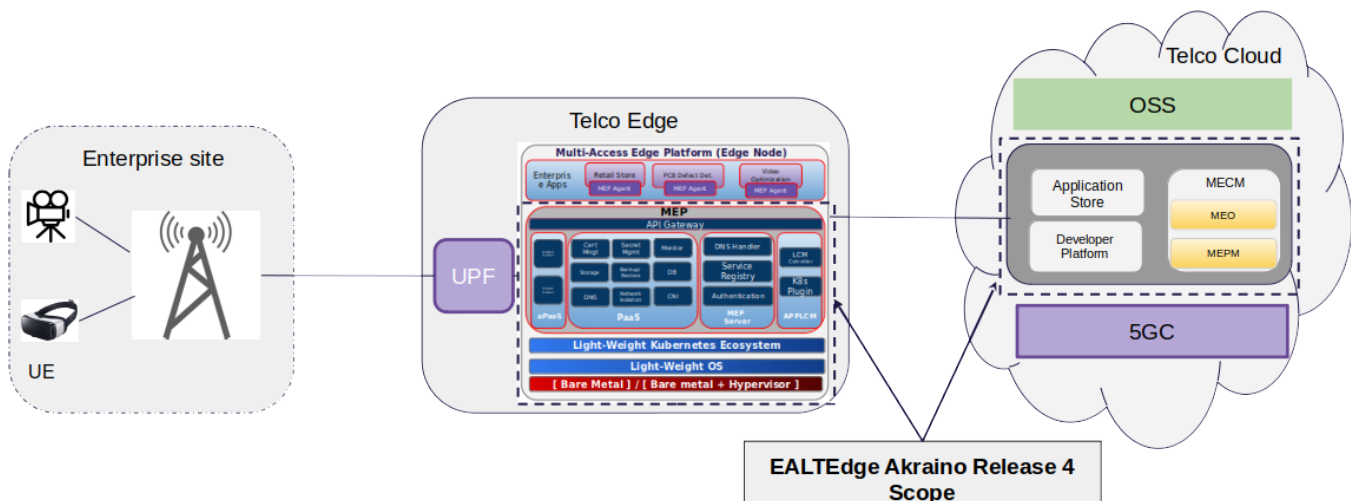 Enterprise site
UE
UPF
Telco Edge
Multi-Access Edge Platform (Edge Node)
Enterpris
e Apps
Retail Store
MEP Agent
PCB Defect Det.
MEP Agent
Video
Optimization
MEP Agent
MEP
API Gateway
ePaaS
Cert
Mngt
Secret
Mgmt
Monitor
Storage
Backup/
Restore
DB
DNS
Network
Isolation
CNI
PaaS
DNS Handler
Service
Registry
Authentication
MEP
Server
LCM
K8s
Plugin
APPLCM
Light-Weight Kubernetes Ecosystem
Light-Weight OS
[ Bare Metal ] / [ Bare metal + Hypervisor ]
Telco Cloud
OSS
Application
Store
Developer
Platform
MECM
MEO
MEPM
5GC
EALTEdge Akraino Release 4
Scope